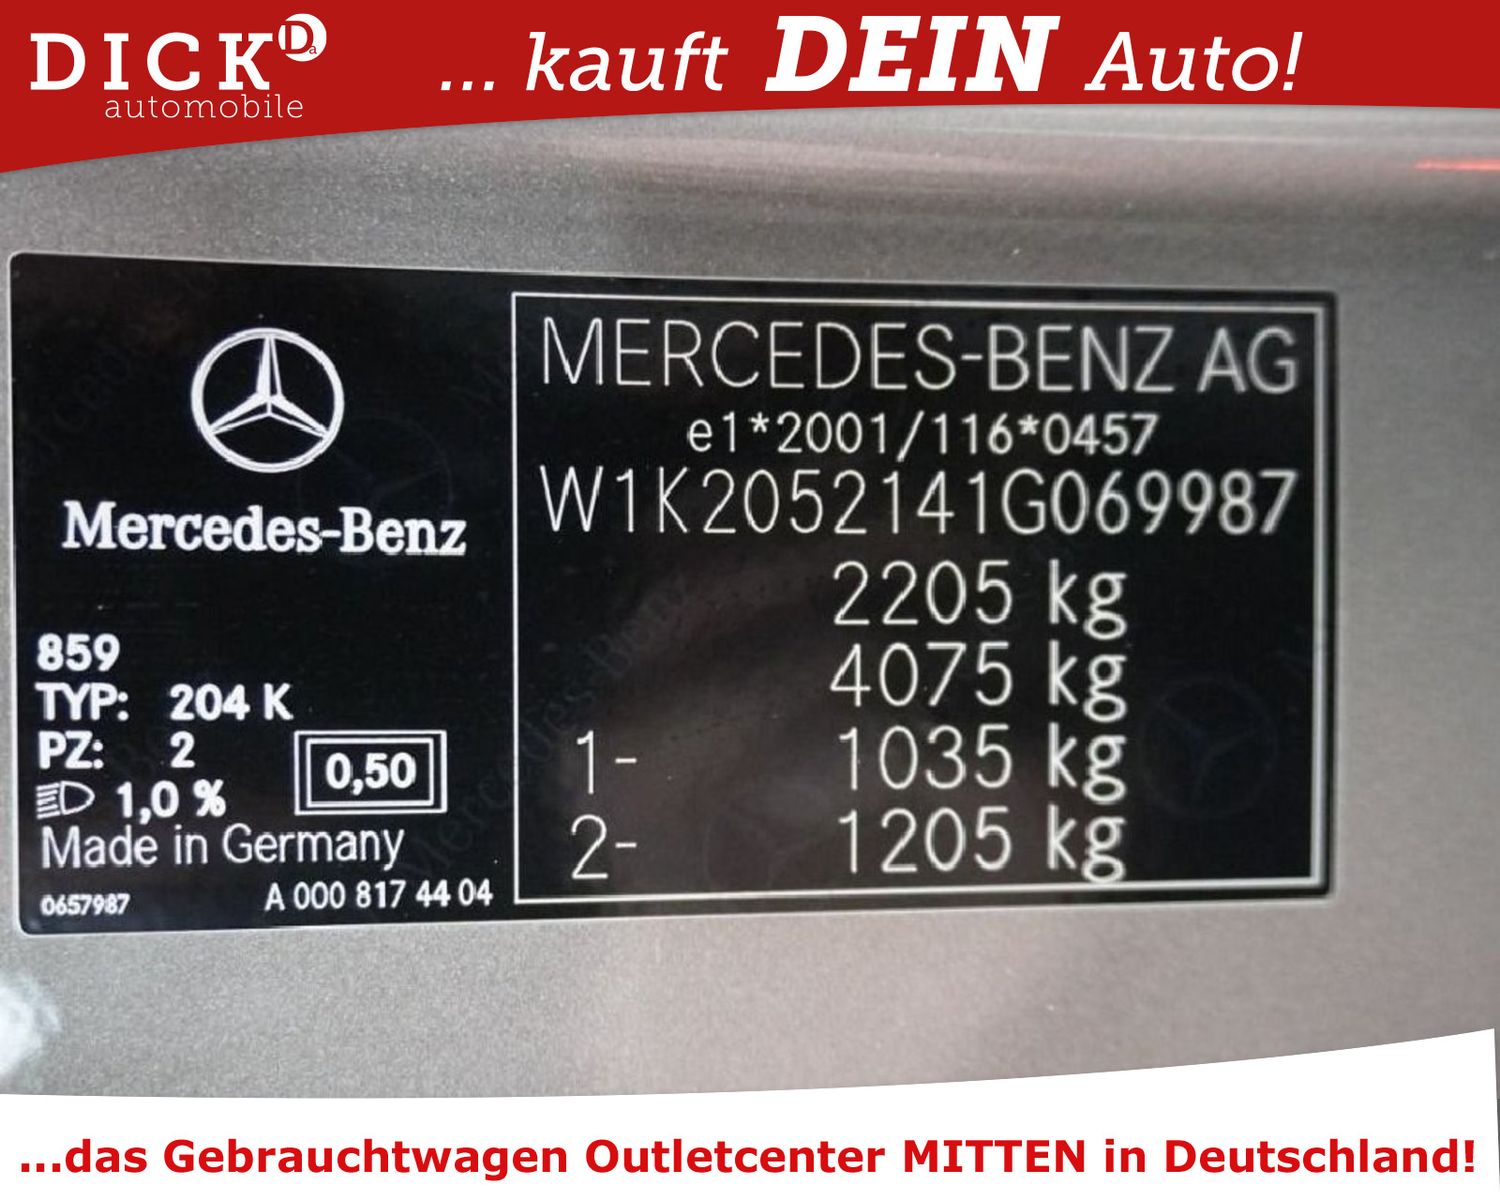 DICK Da
automobile
... kauft DEIN Auto!
Mercedes-Benz
859
TYP: 204 K
PZ: 2
1,0 %
0,50
Made in Germany
0657987 A 000 817 44 04
MERCEDES-BENZ AG
e1*2001/116*0457
W1K2052141G069987
2205 kg
4075 kg
1- 1035 kg
2- 1205 kg
...das Gebrauchtwagen Outletcenter MITTEN in Deutschland!